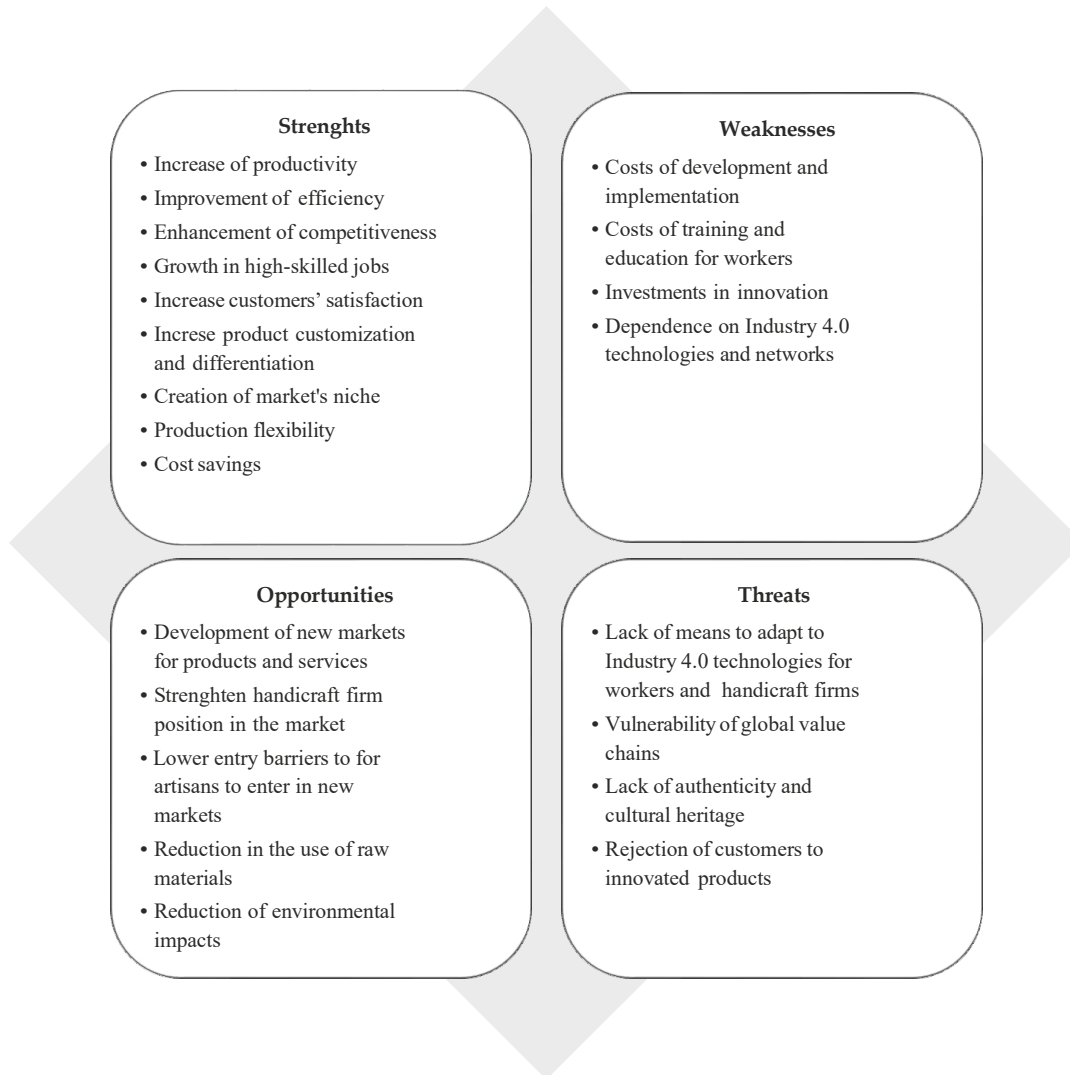 Strenghts
• Increase of productivity
• Improvement of efficiency
• Enhancement of competitiveness
• Growth in high-skilled jobs
• Increase customers’ satisfaction
• Increse product customization
and differentiation
• Creation of market's niche
• Production flexibility
• Cost savings
Weaknesses
• Costs of development and
implementation
• Costs of training and
education for workers
• Investments in innovation
• Dependence on Industry 4.0
technologies and networks
Opportunities
• Development of new markets
for products and services
• Strenghten handicraft firm
position in the market
• Lower entry barriers to for
artisans to enter in new
markets
• Reduction in the use of raw
materials
• Reduction of environmental
impacts
Threats
• Lack of means to adapt to
Industry 4.0 technologies for
workers and handicraft firms
• Vulnerability of global value
chains
• Lack of authenticity and
cultural heritage
• Rejection of customers to
innovated products